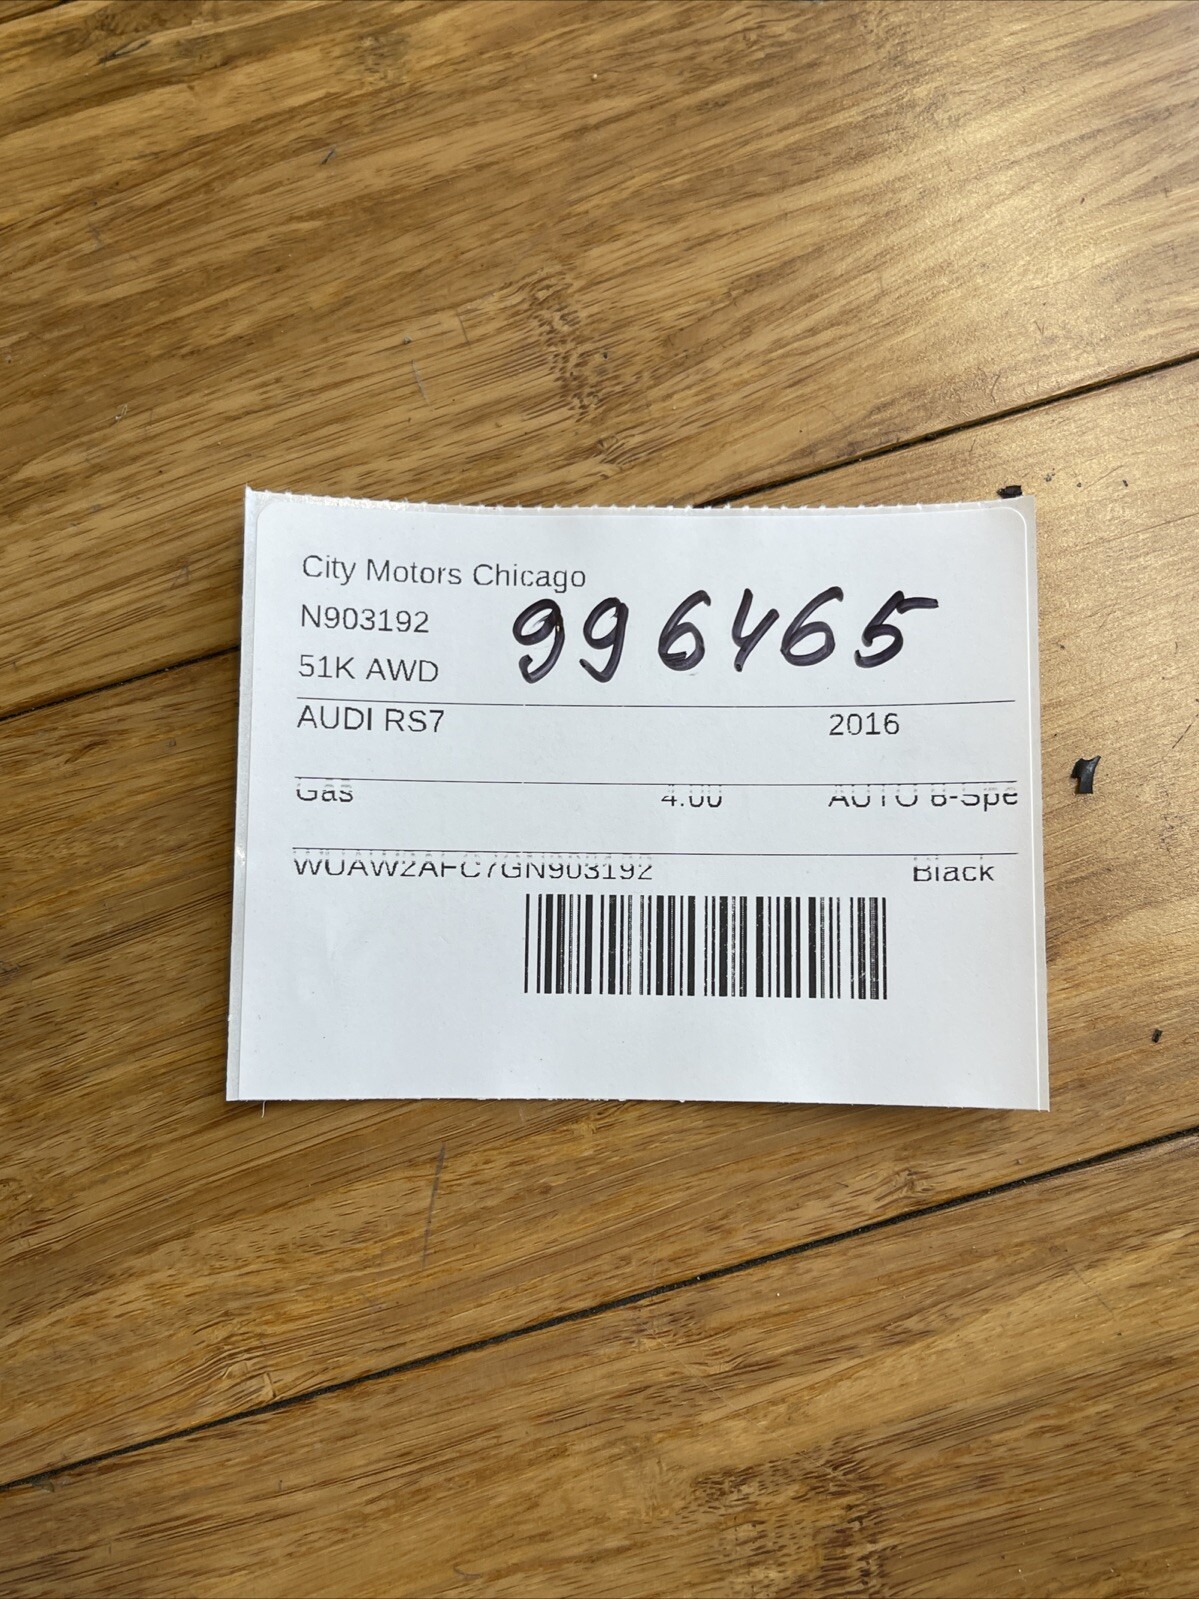 City Motors Chicago
N903192
996465
51K AWD
AUDI RS7 2016
Gas 4.00 AUTO 8-Spe
WUAW2AFC7GN903192 Black